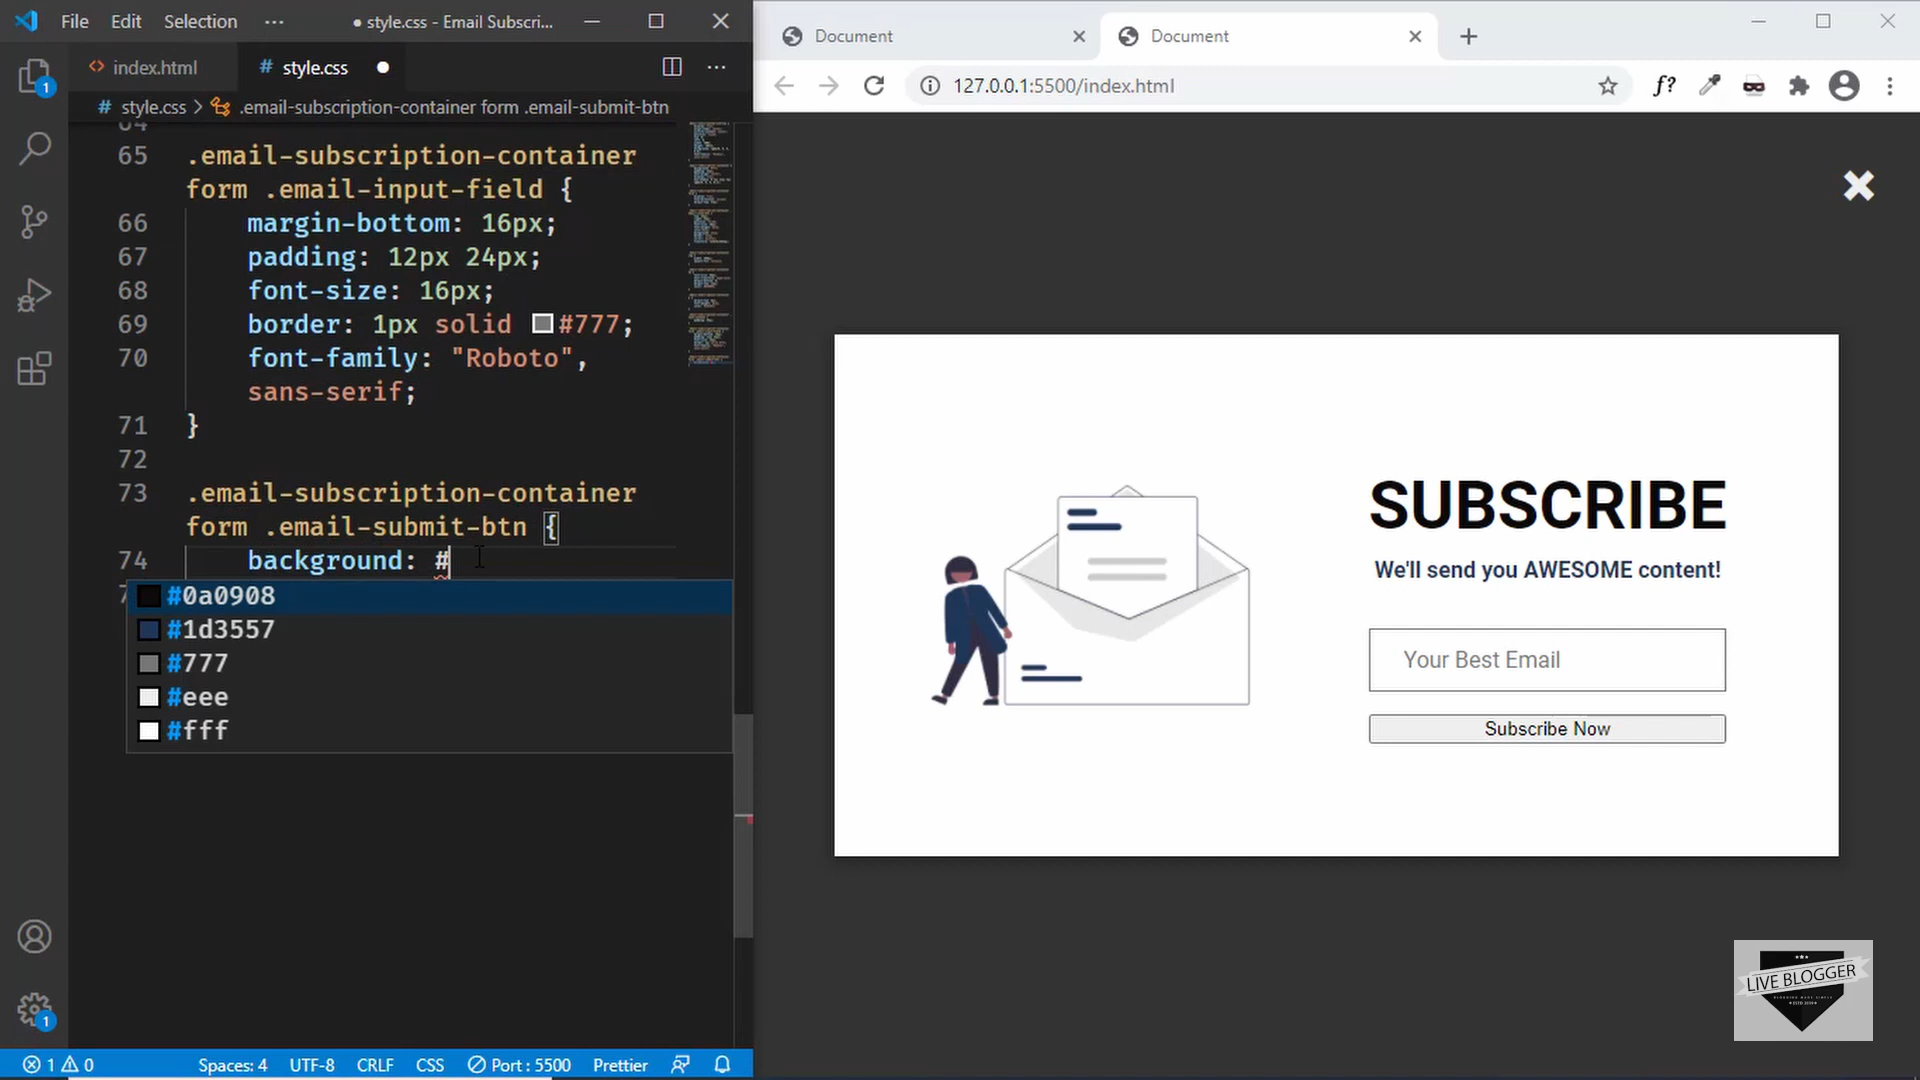 File Edit Selection ···
● style.css - Email Subscri...
index.html
# style.css ●
# style.css > .email-subscription-container form .email-submit-btn
64
65 .email-subscription-container
form .email-input-field {
66 margin-bottom: 16px;
67 padding: 12px 24px;
68 font-size: 16px;
69 border: 1px solid #777;
70 font-family: "Roboto",
sans-serif;
71 }
72
73 .email-subscription-container
form .email-submit-btn {
74 background: #
#0a0908
#1d3557
#777
#eee
#fff
1
1
1 0 Spaces: 4 UTF-8 CRLF CSS Port : 5500 Prettier
Document
Document
127.0.0.1:5500/index.html
f?
SUBSCRIBE
We'll send you AWESOME content!
Your Best Email
Subscribe Now
LIVE BLOGGER